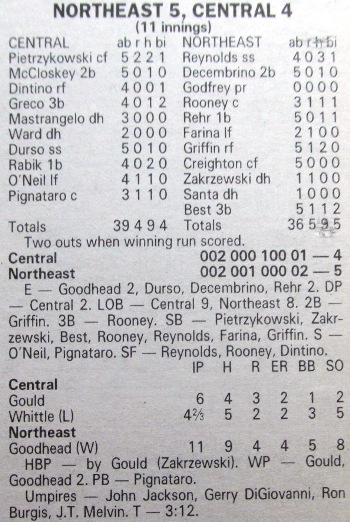 NORTHEAST 5, CENTRAL 4
(11 innings)
CENTRAL ab r h bi NORTHEAST ab r h bi
Pietrzykowski cf 5 2 2 1 Reynolds ss 4 0 3 1
McCloskey 2b 5 0 1 0 Decembrino 2b 5 0 1 0
Dintino rf 4 0 0 1 Godfrey pr 0 0 0 0
Greco 3b 4 0 1 2 Rooney c 3 1 1 1
Mastrangelo dh 3 0 0 0 Rehr 1b 5 0 1 1
Ward dh 2 0 0 0 Farina lf 2 1 0 0
Durso ss 5 0 1 0 Griffin rf 5 1 2 0
Rabik 1b 4 0 2 0 Creighton cf 5 0 0 0
O'Neil lf 4 1 1 0 Zakrzewski dh 1 1 0 0
Pignataro c 3 1 1 0 Santa dh 1 0 0 0
Best 3b 5 1 1 2
Totals 39 4 9 4 Totals 36 5 9 5
Two outs when winning run scored.
Central 002 000 100 01 — 4
Northeast 002 001 000 02 — 5
E — Goodhead 2, Durso, Decembrino, Rehr 2. DP
— Central 2. LOB — Central 9, Northeast 8. 2B —
Griffin. 3B — Rooney. SB — Pietrzykowski, Zakr-
zewski, Best, Rooney, Reynolds, Farina, Griffin. S —
O'Neil, Pignataro. SF — Reynolds, Rooney, Dintino.
IP H R ER BB SO
Central
Gould 6 4 3 2 1 2
Whittle (L) 4⅔ 5 2 2 3 5
Northeast
Goodhead (W) 11 9 4 4 5 8
HBP — by Gould (Zakrzewski). WP — Gould,
Goodhead 2. PB — Pignataro.
Umpires — John Jackson, Gerry DiGiovanni, Ron
Burgis, J.T. Melvin. T — 3:12.